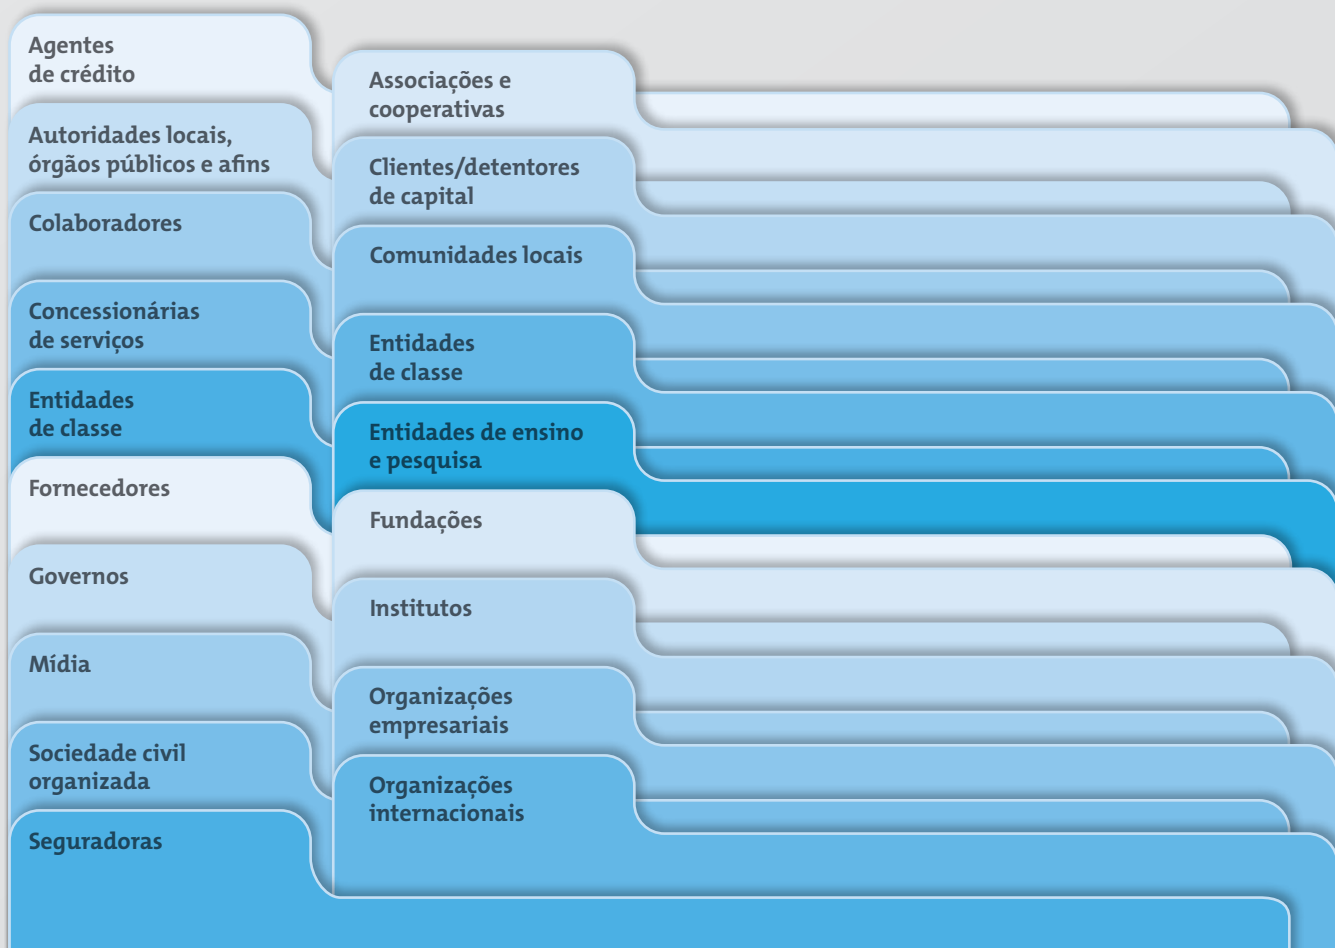 Agentes
de crédito
Associações e
cooperativas
Autoridades locais,
órgãos públicos e afins
Clientes/detentores
de capital
Colaboradores
Comunidades locais
Concessionárias
de serviços
Entidades
de classe
Entidades
de classe
Entidades de ensino
e pesquisa
Fornecedores
Fundações
Governos
Institutos
Mídia
Organizações
empresariais
Sociedade civil
organizada
Organizações
internacionais
Seguradoras